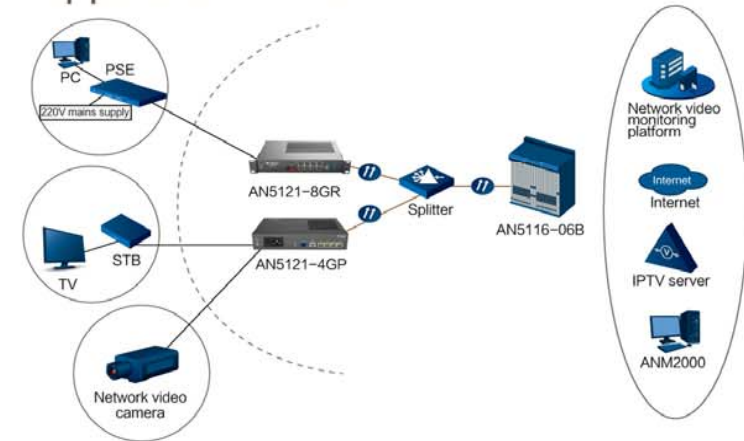 PC
PSE
220V mains supply
AN5121-8GR
TV
STB
AN5121-4GP
Network video
camera
Splitter
AN5116-06B
Network video
monitoring
platform
Internet
Internet
IPTV server
ANM2000